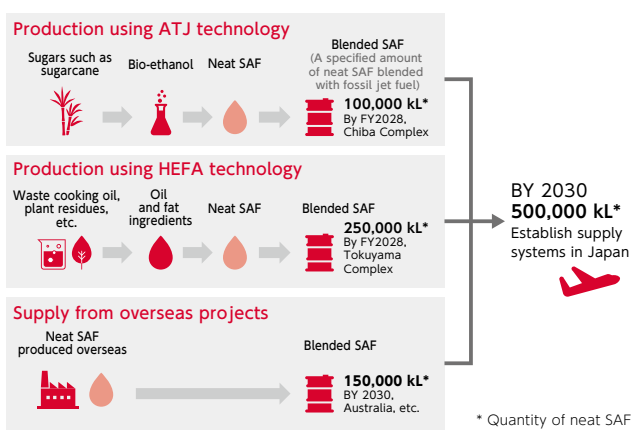 Production using ATJ technology
Sugars such as
sugarcane
Bio-ethanol
Neat SAF
Blended SAF
(A specified amount
of neat SAF blended
with fossil jet fuel)
100,000 kL*
By FY2028,
Chiba Complex
Production using HEFA technology
Waste cooking oil,
plant residues,
etc.
Oil
and fat
ingredients
Neat SAF
Blended SAF
250,000 kL*
By FY2028,
Tokuyama
Complex
Supply from overseas projects
Neat SAF
produced overseas
Blended SAF
150,000 kL*
BY 2030,
Australia, etc.
BY 2030
500,000 kL*
Establish supply
systems in Japan
* Quantity of neat SAF